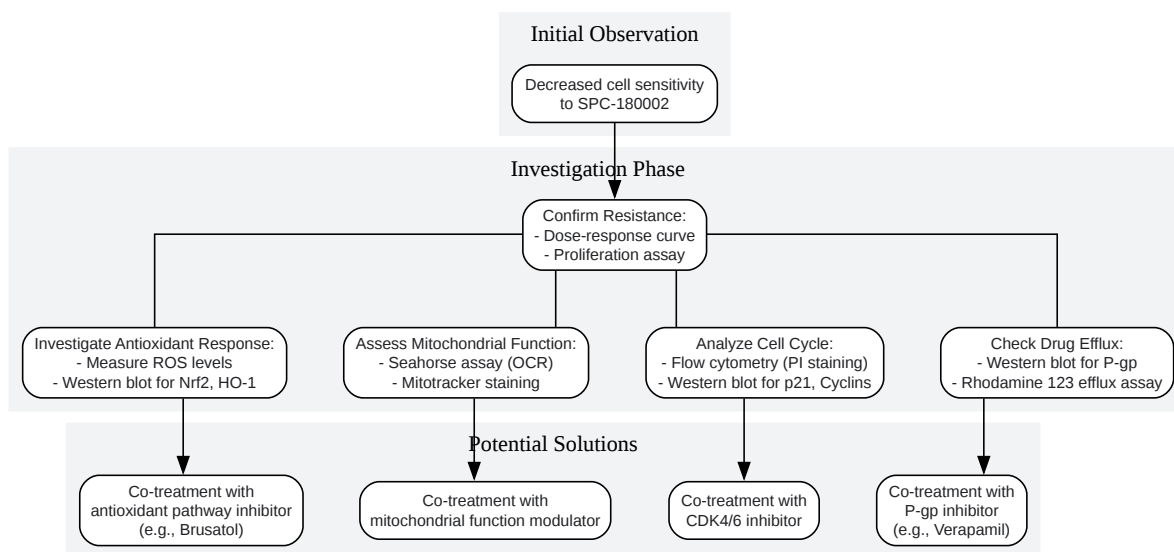 Initial Observation
Decreased cell sensitivity
to SPC-180002
Investigation Phase
Confirm Resistance:
- Dose-response curve
- Proliferation assay
Investigate Antioxidant Response:
- Measure ROS levels
- Western blot for Nrf2, HO-1
Assess Mitochondrial Function:
- Seahorse assay (OCR)
- Mitotracker staining
Analyze Cell Cycle:
- Flow cytometry (PI staining)
- Western blot for p21, Cyclins
Check Drug Efflux:
- Western blot for P-gp
- Rhodamine 123 efflux assay
Potential Solutions
Co-treatment with
antioxidant pathway inhibitor
(e.g., Brusatol)
Co-treatment with
mitochondrial function modulator
Co-treatment with
CDK4/6 inhibitor
Co-treatment with
P-gp inhibitor
(e.g., Verapamil)